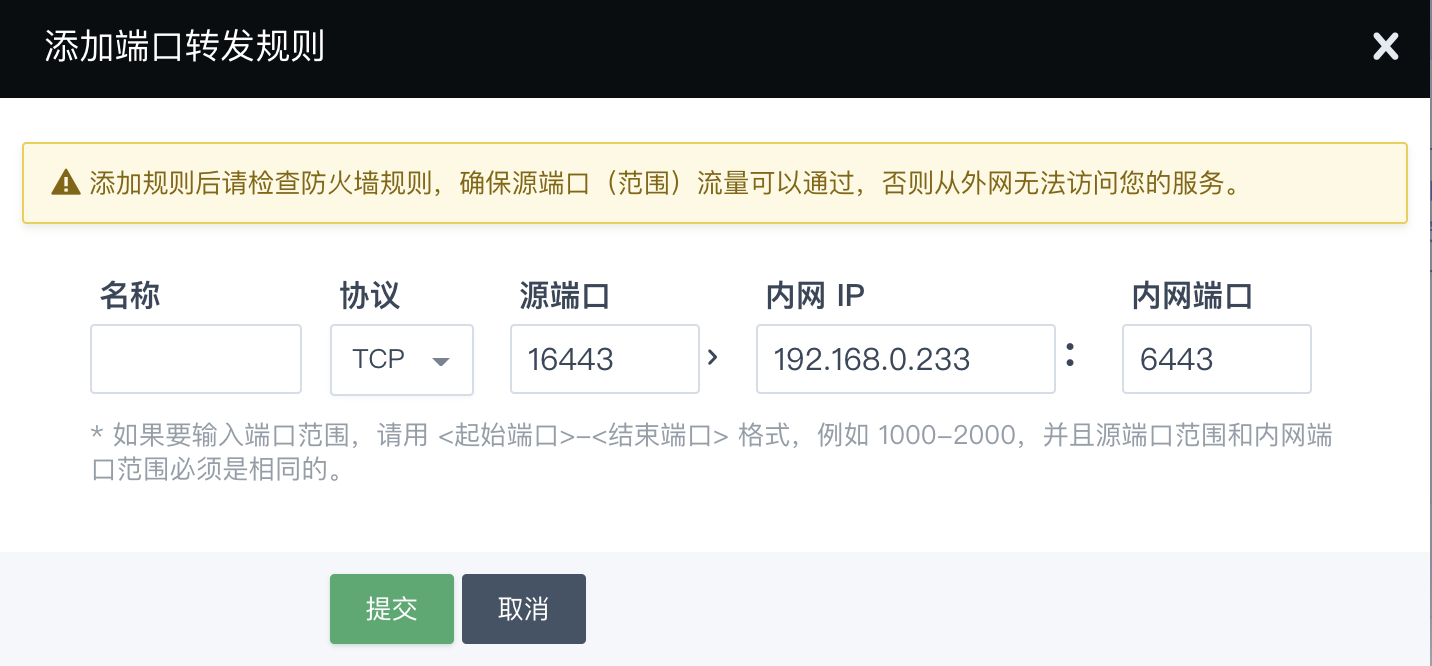 添加端口转发规则
添加规则后请检查防火墙规则，确保源端口（范围）流量可以通过，否则从外网无法访问您的服务。
名称 协议 源端口 内网 IP 内网端口
TCP 16443 › 192.168.0.233 : 6443
* 如果要输入端口范围，请用 <起始端口>-<结束端口> 格式，例如 1000-2000，并且源端口范围和内网端
口范围必须是相同的。
提交 取消